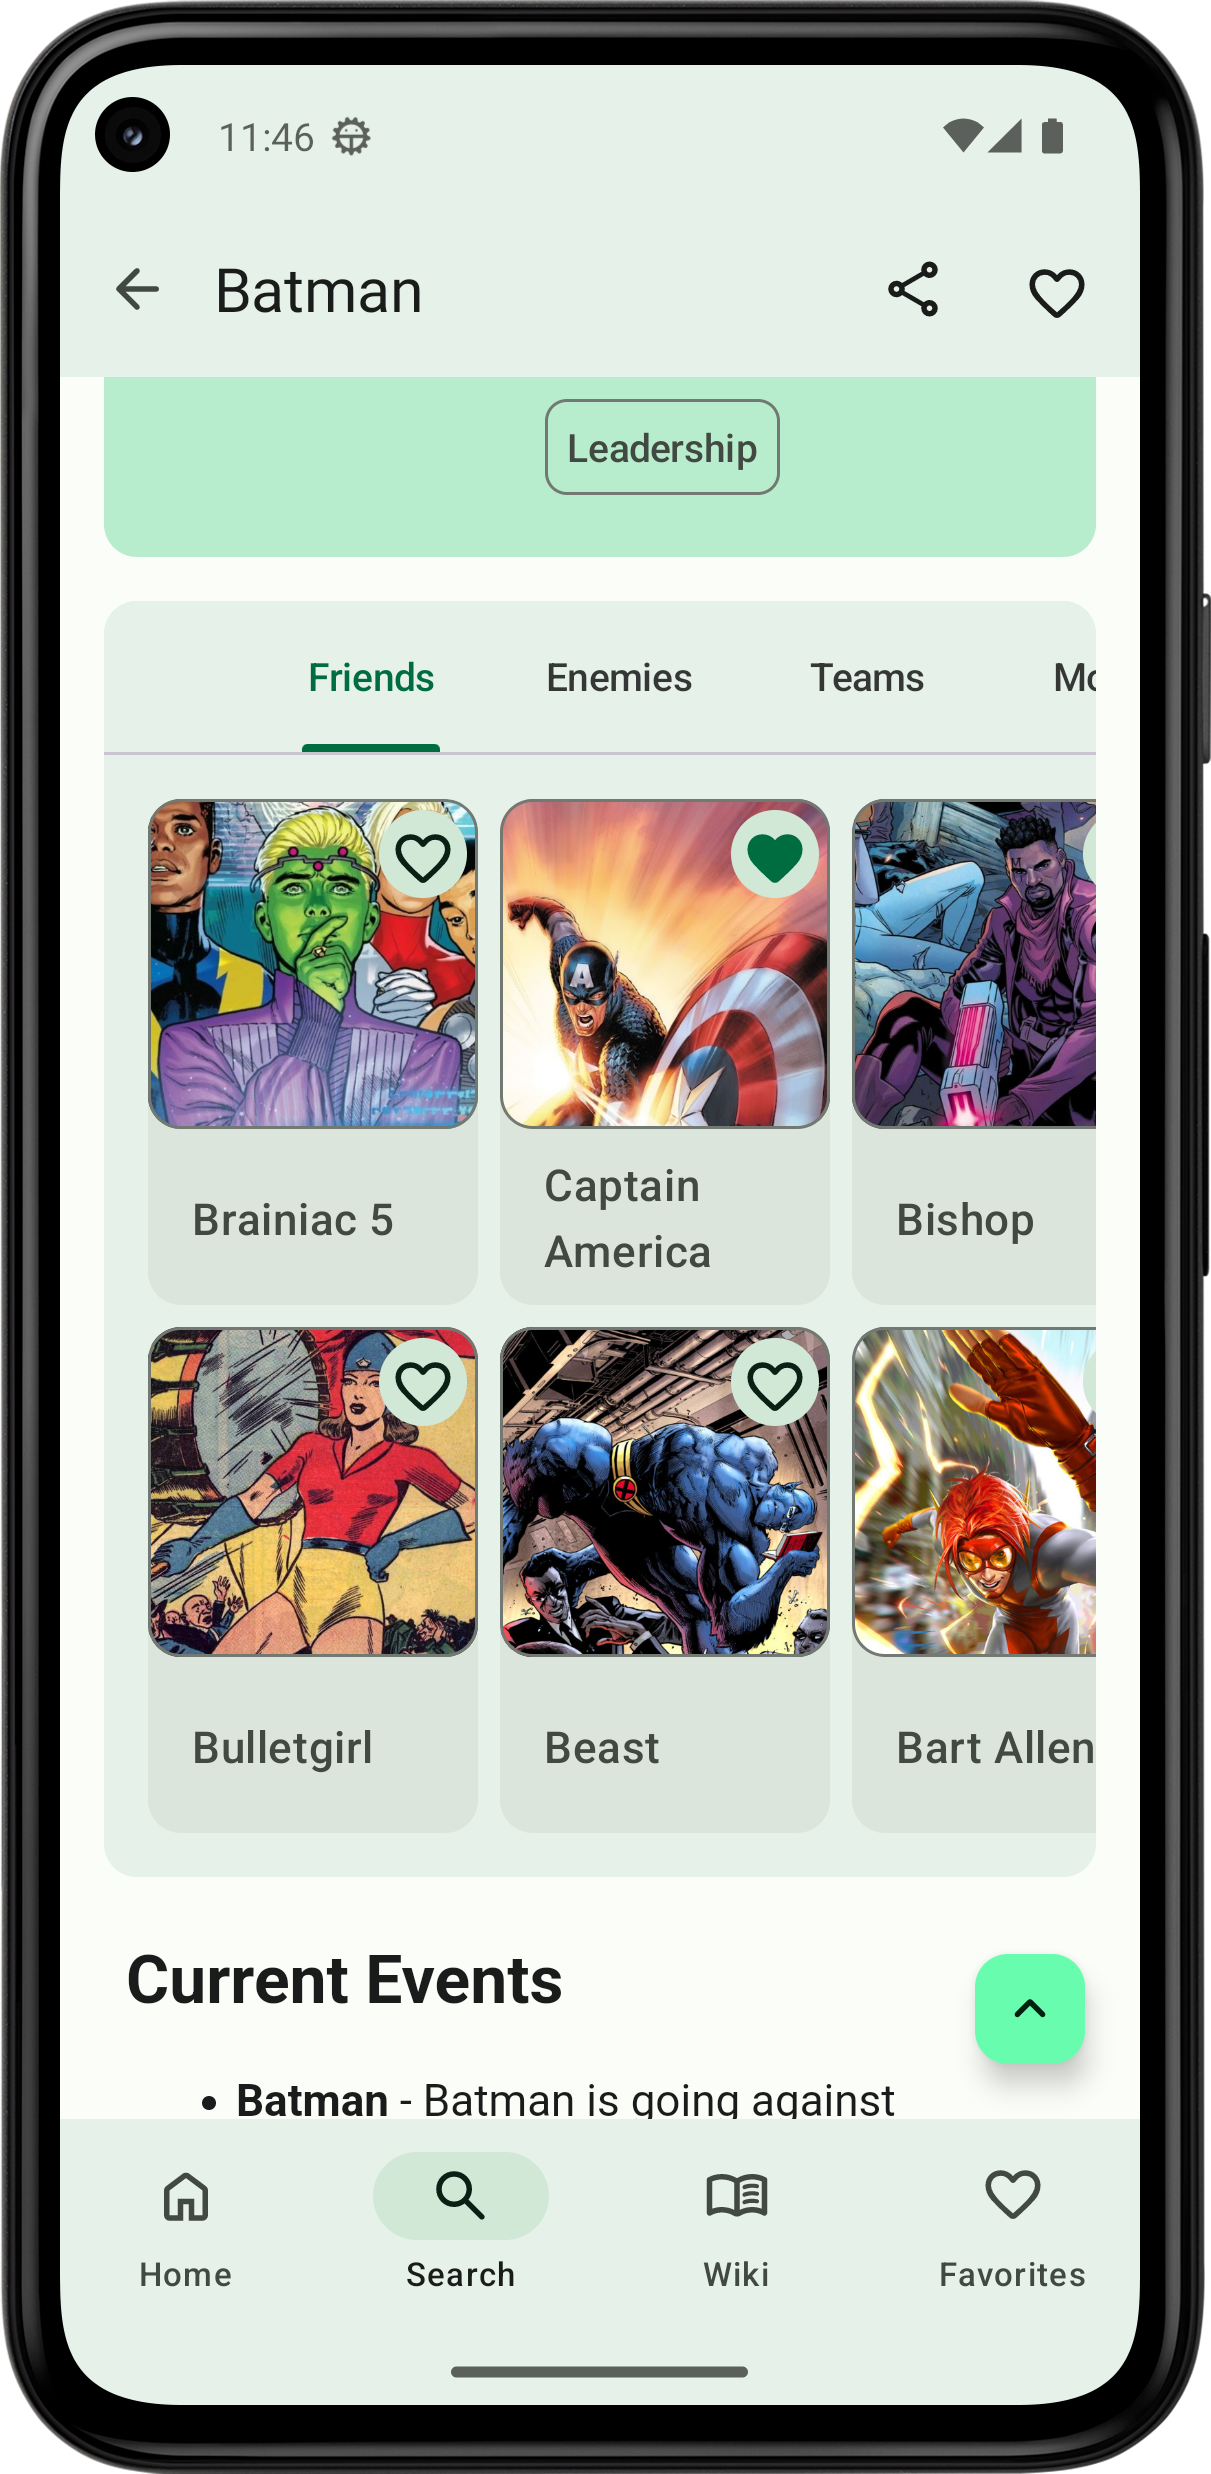 11:46
Batman
Leadership
Friends Enemies Teams Mo
Brainiac 5
Captain
America
Bishop
Bulletgirl
Beast
Bart Allen
Current Events
• Batman - Batman is going against
Home Search Wiki Favorites